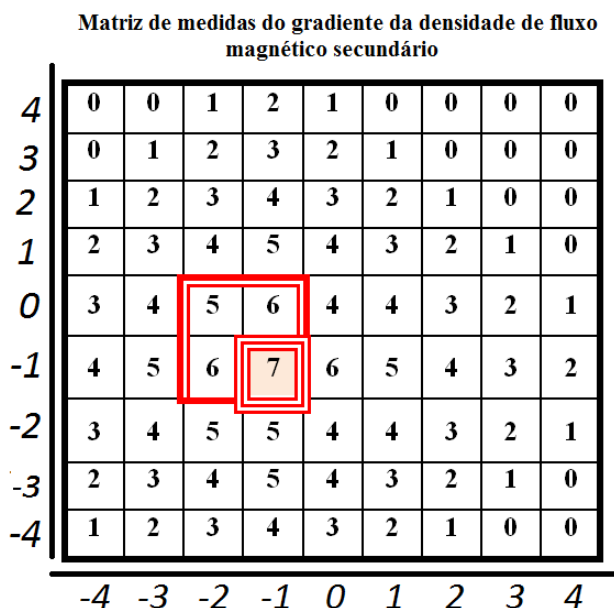 Matriz de medidas do gradiente da densidade de fluxo
magnético secundário
4 0 0 1 2 1 0 0 0 0
3 0 1 2 3 2 1 0 0 0
2 1 2 3 4 3 2 1 0 0
1 2 3 4 5 4 3 2 1 0
0 3 4 5 6 4 4 3 2 1
-1 4 5 6 7 6 5 4 3 2
-2 3 4 5 5 4 4 3 2 1
-3 2 3 4 5 4 3 2 1 0
-4 1 2 3 4 3 2 1 0 0
-4 -3 -2 -1 0 1 2 3 4